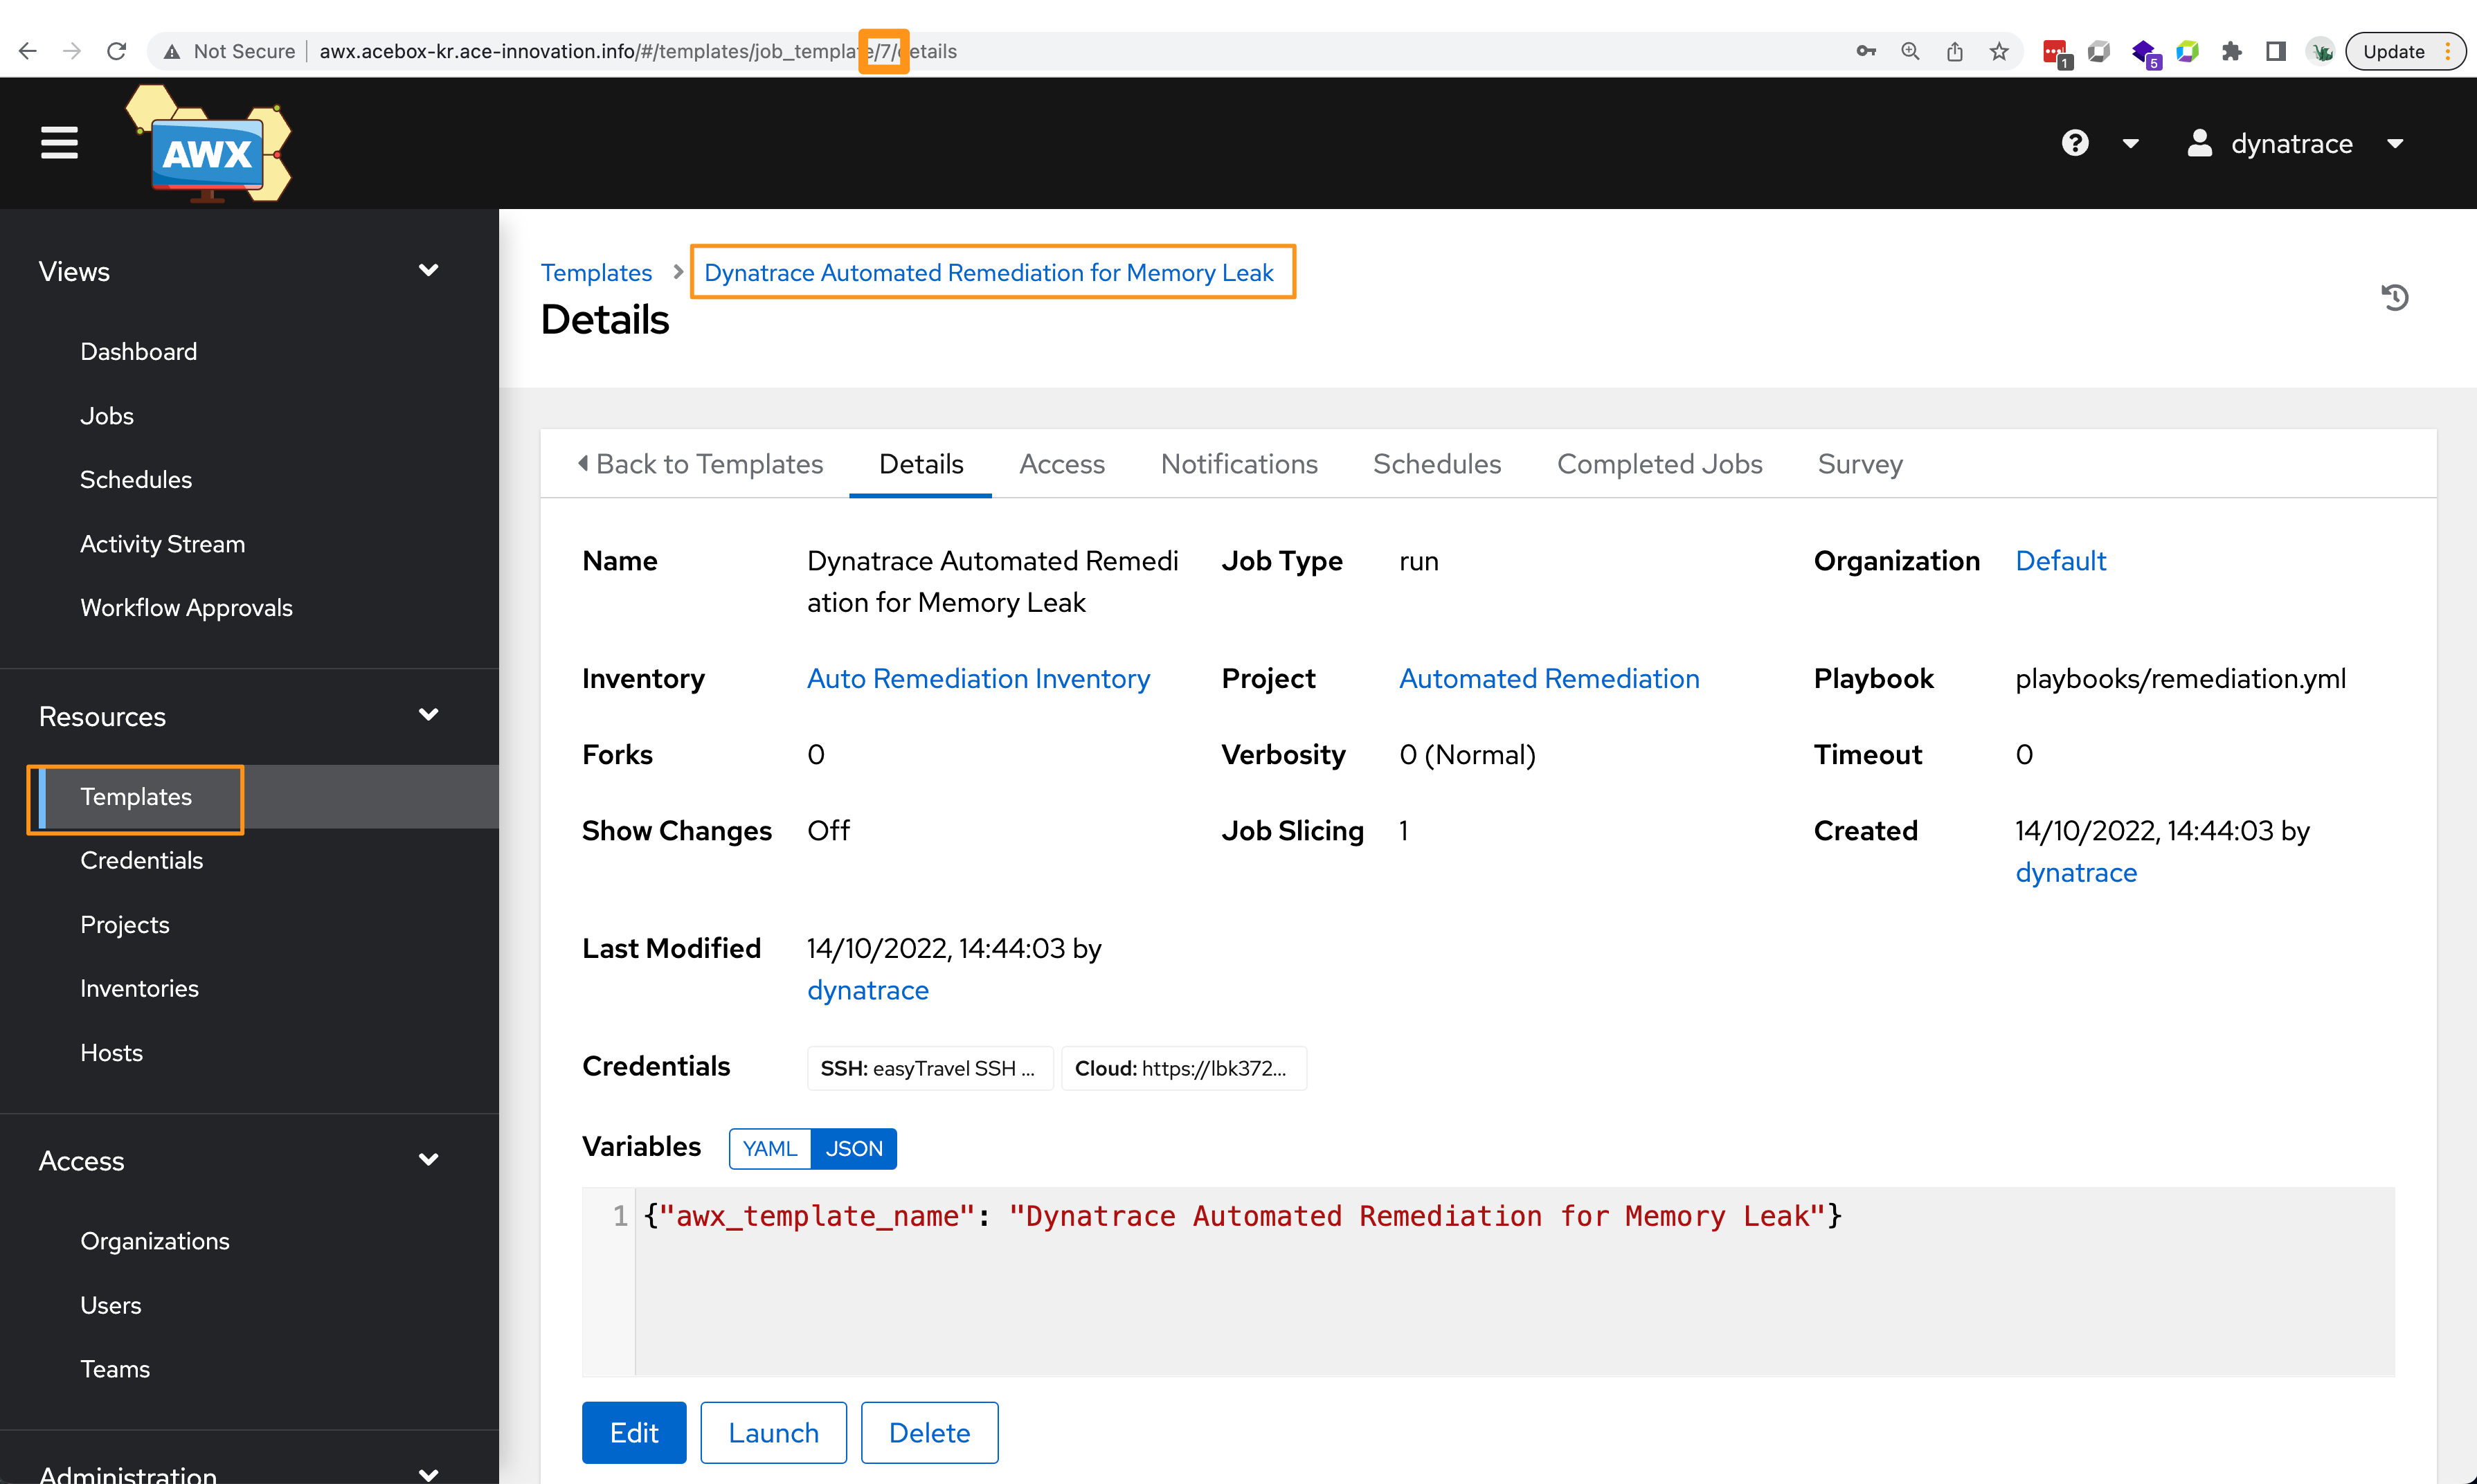 Not Secure awx.acebox-kr.ace-innovation.info/#/templates/job_template/7/details
1
5
Update
AWX
dynatrace
Views
Dashboard
Jobs
Schedules
Activity Stream
Workflow Approvals
Resources
Templates
Credentials
Projects
Inventories
Hosts
Access
Organizations
Users
Teams
Administration
Templates > Dynatrace Automated Remediation for Memory Leak
Details
Back to Templates Details Access Notifications Schedules Completed Jobs Survey
Name Dynatrace Automated Remedi
ation for Memory Leak
Job Type run
Organization Default
Inventory Auto Remediation Inventory
Project Automated Remediation
Playbook playbooks/remediation.yml
Forks 0
Verbosity 0 (Normal)
Timeout 0
Show Changes Off
Job Slicing 1
Created 14/10/2022, 14:44:03 by
dynatrace
Last Modified 14/10/2022, 14:44:03 by
dynatrace
Credentials SSH: easyTravel SSH ... Cloud: https://lbk372...
Variables YAML JSON
1 {"awx_template_name": "Dynatrace Automated Remediation for Memory Leak"}
Edit Launch Delete